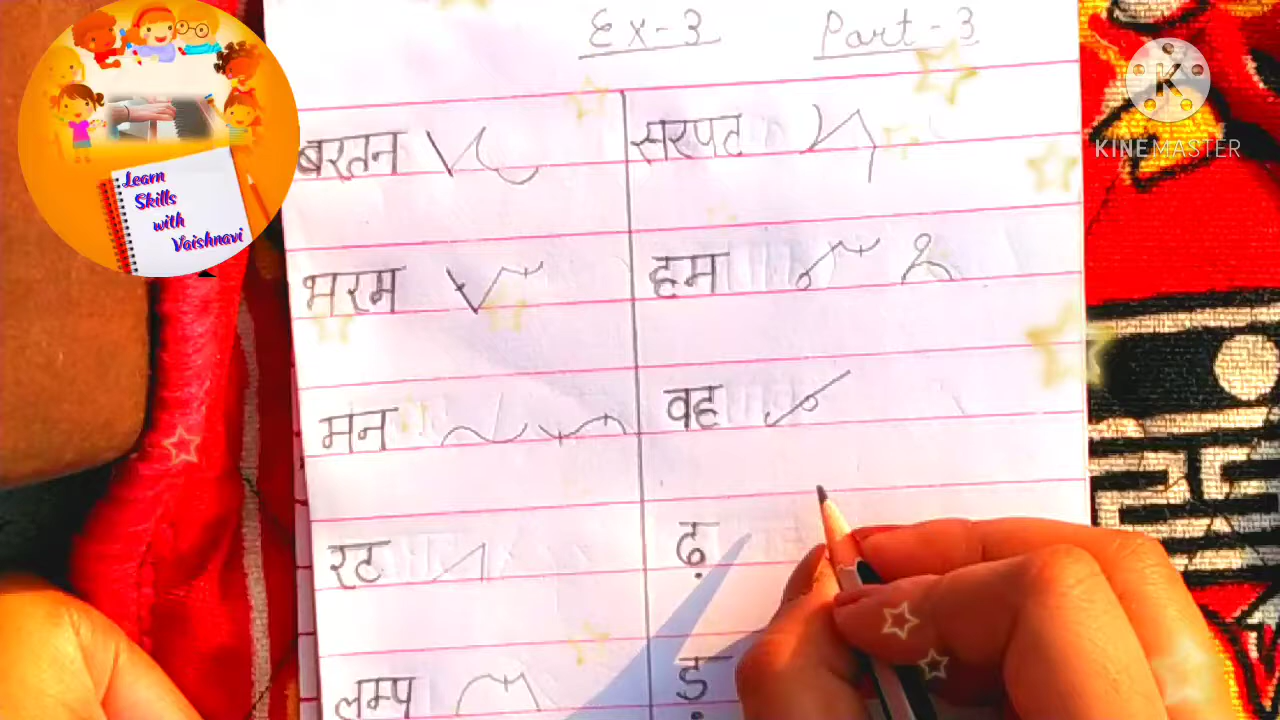 Ex-3 Part-3
Learn
Skills
with
Vaishnavi
K
KINEMASTER
बरतन सरपट
भरम हमा
मन वह
रट ढ़
लम्प ड़